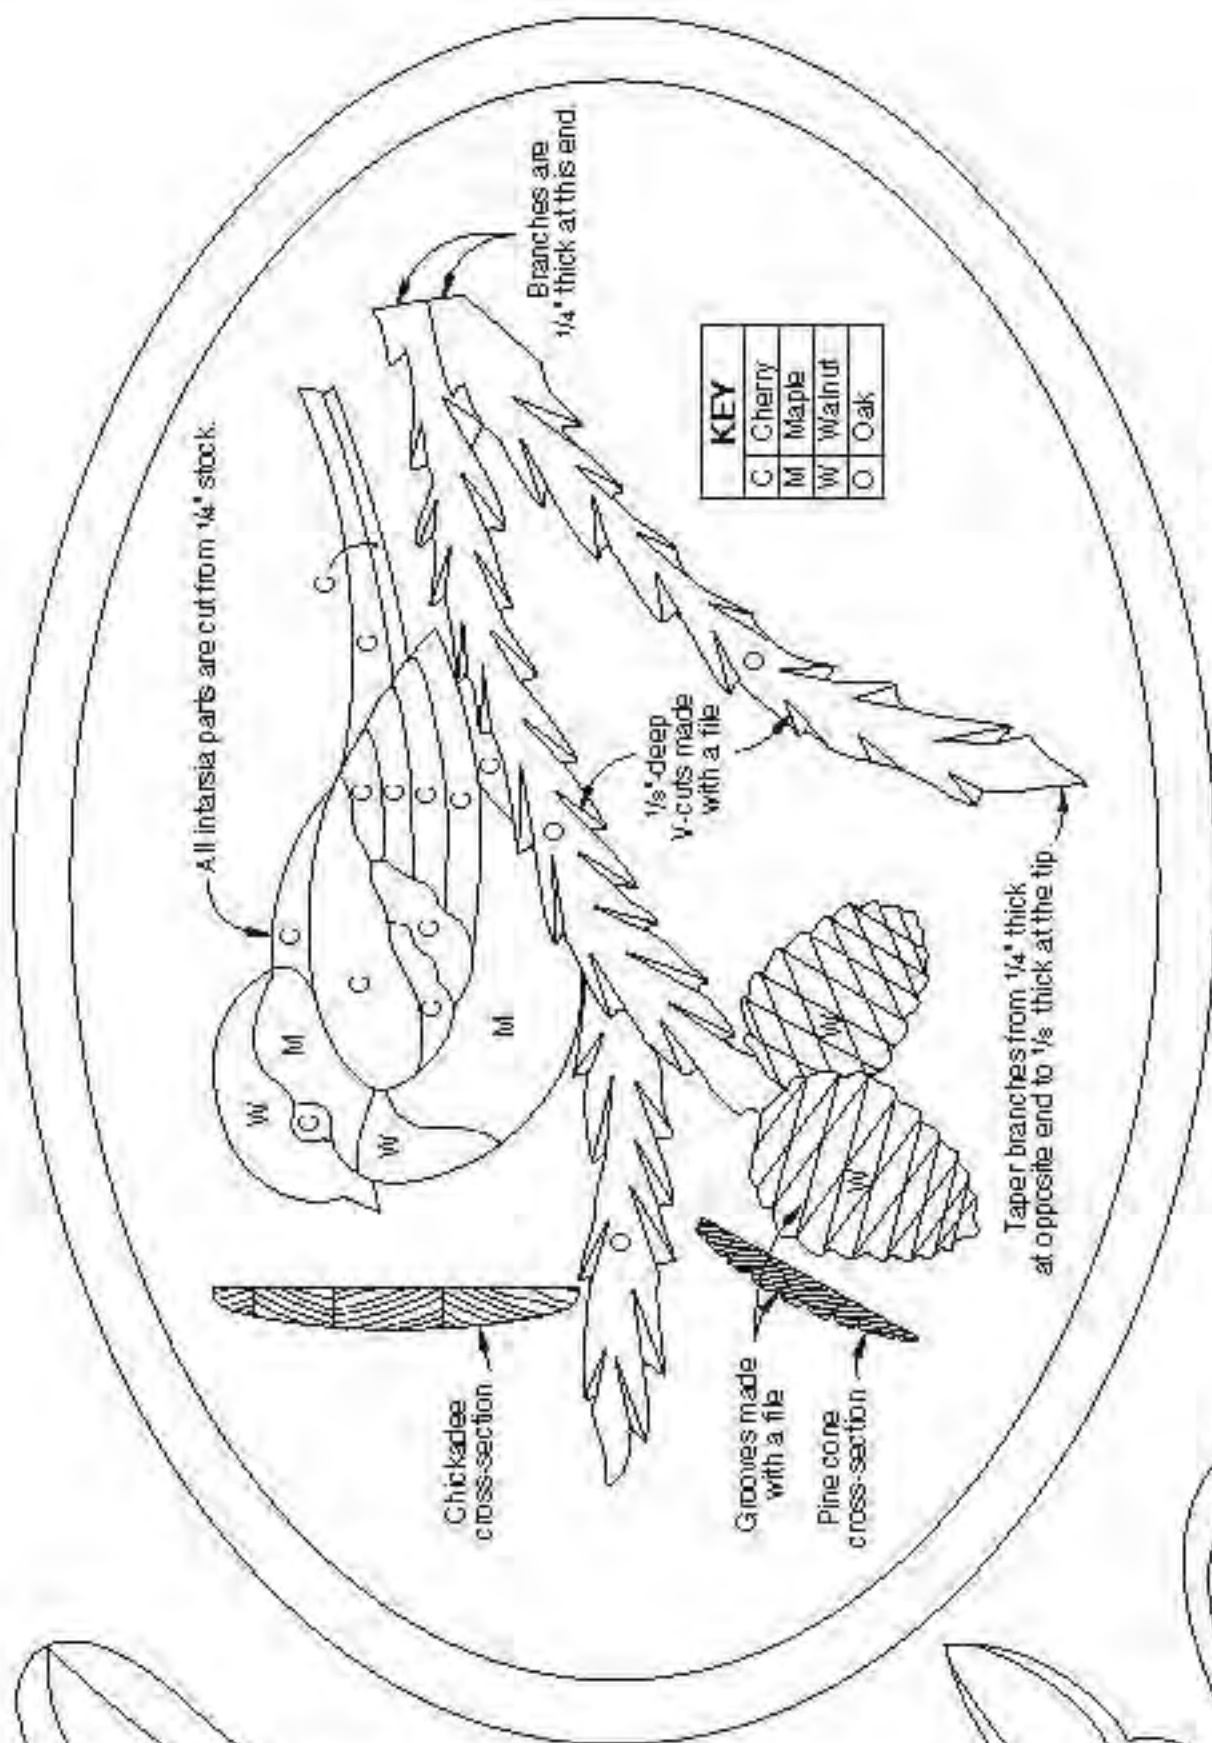 All intarsia parts are cut from 1/4" stock.
Branches are
1/4" thick at this end.
C
C
C
C
C
C
C
C
C
C
C
C
W
M
C
W
M
Chickadee
cross-section
O
O
O
1/8"-deep
V-cuts made
with a file
KEY
C Cherry
M Maple
W Walnut
O Oak
W
W
Grooves made
with a file
Pine cone
cross-section
Taper branches from 1/4" thick
at opposite end to 1/8" thick at the tip